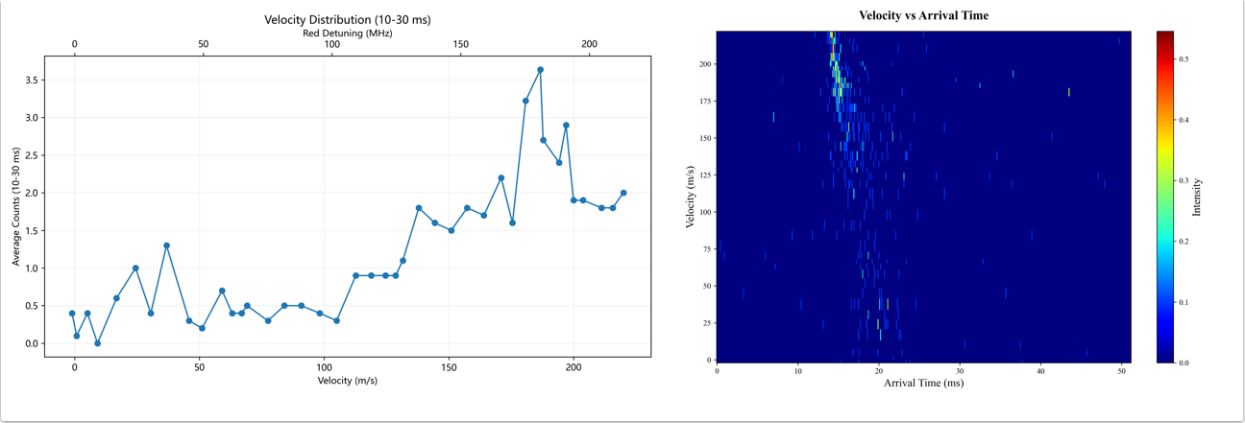 Velocity Distribution (10-30 ms)
Red Detuning (MHz)
0 50 100 150 200
Average Counts (10-30 ms)
3.5
3.0
2.5
2.0
1.5
1.0
0.5
0.0
0 50 100 150 200
Velocity (m/s)
Velocity vs Arrival Time
Velocity (m/s)
200
175
150
125
100
75
50
25
0
0 10 20 30 40 50
Arrival Time (ms)
0.5
0.4
0.3
0.2
0.1
0.0
Intensity